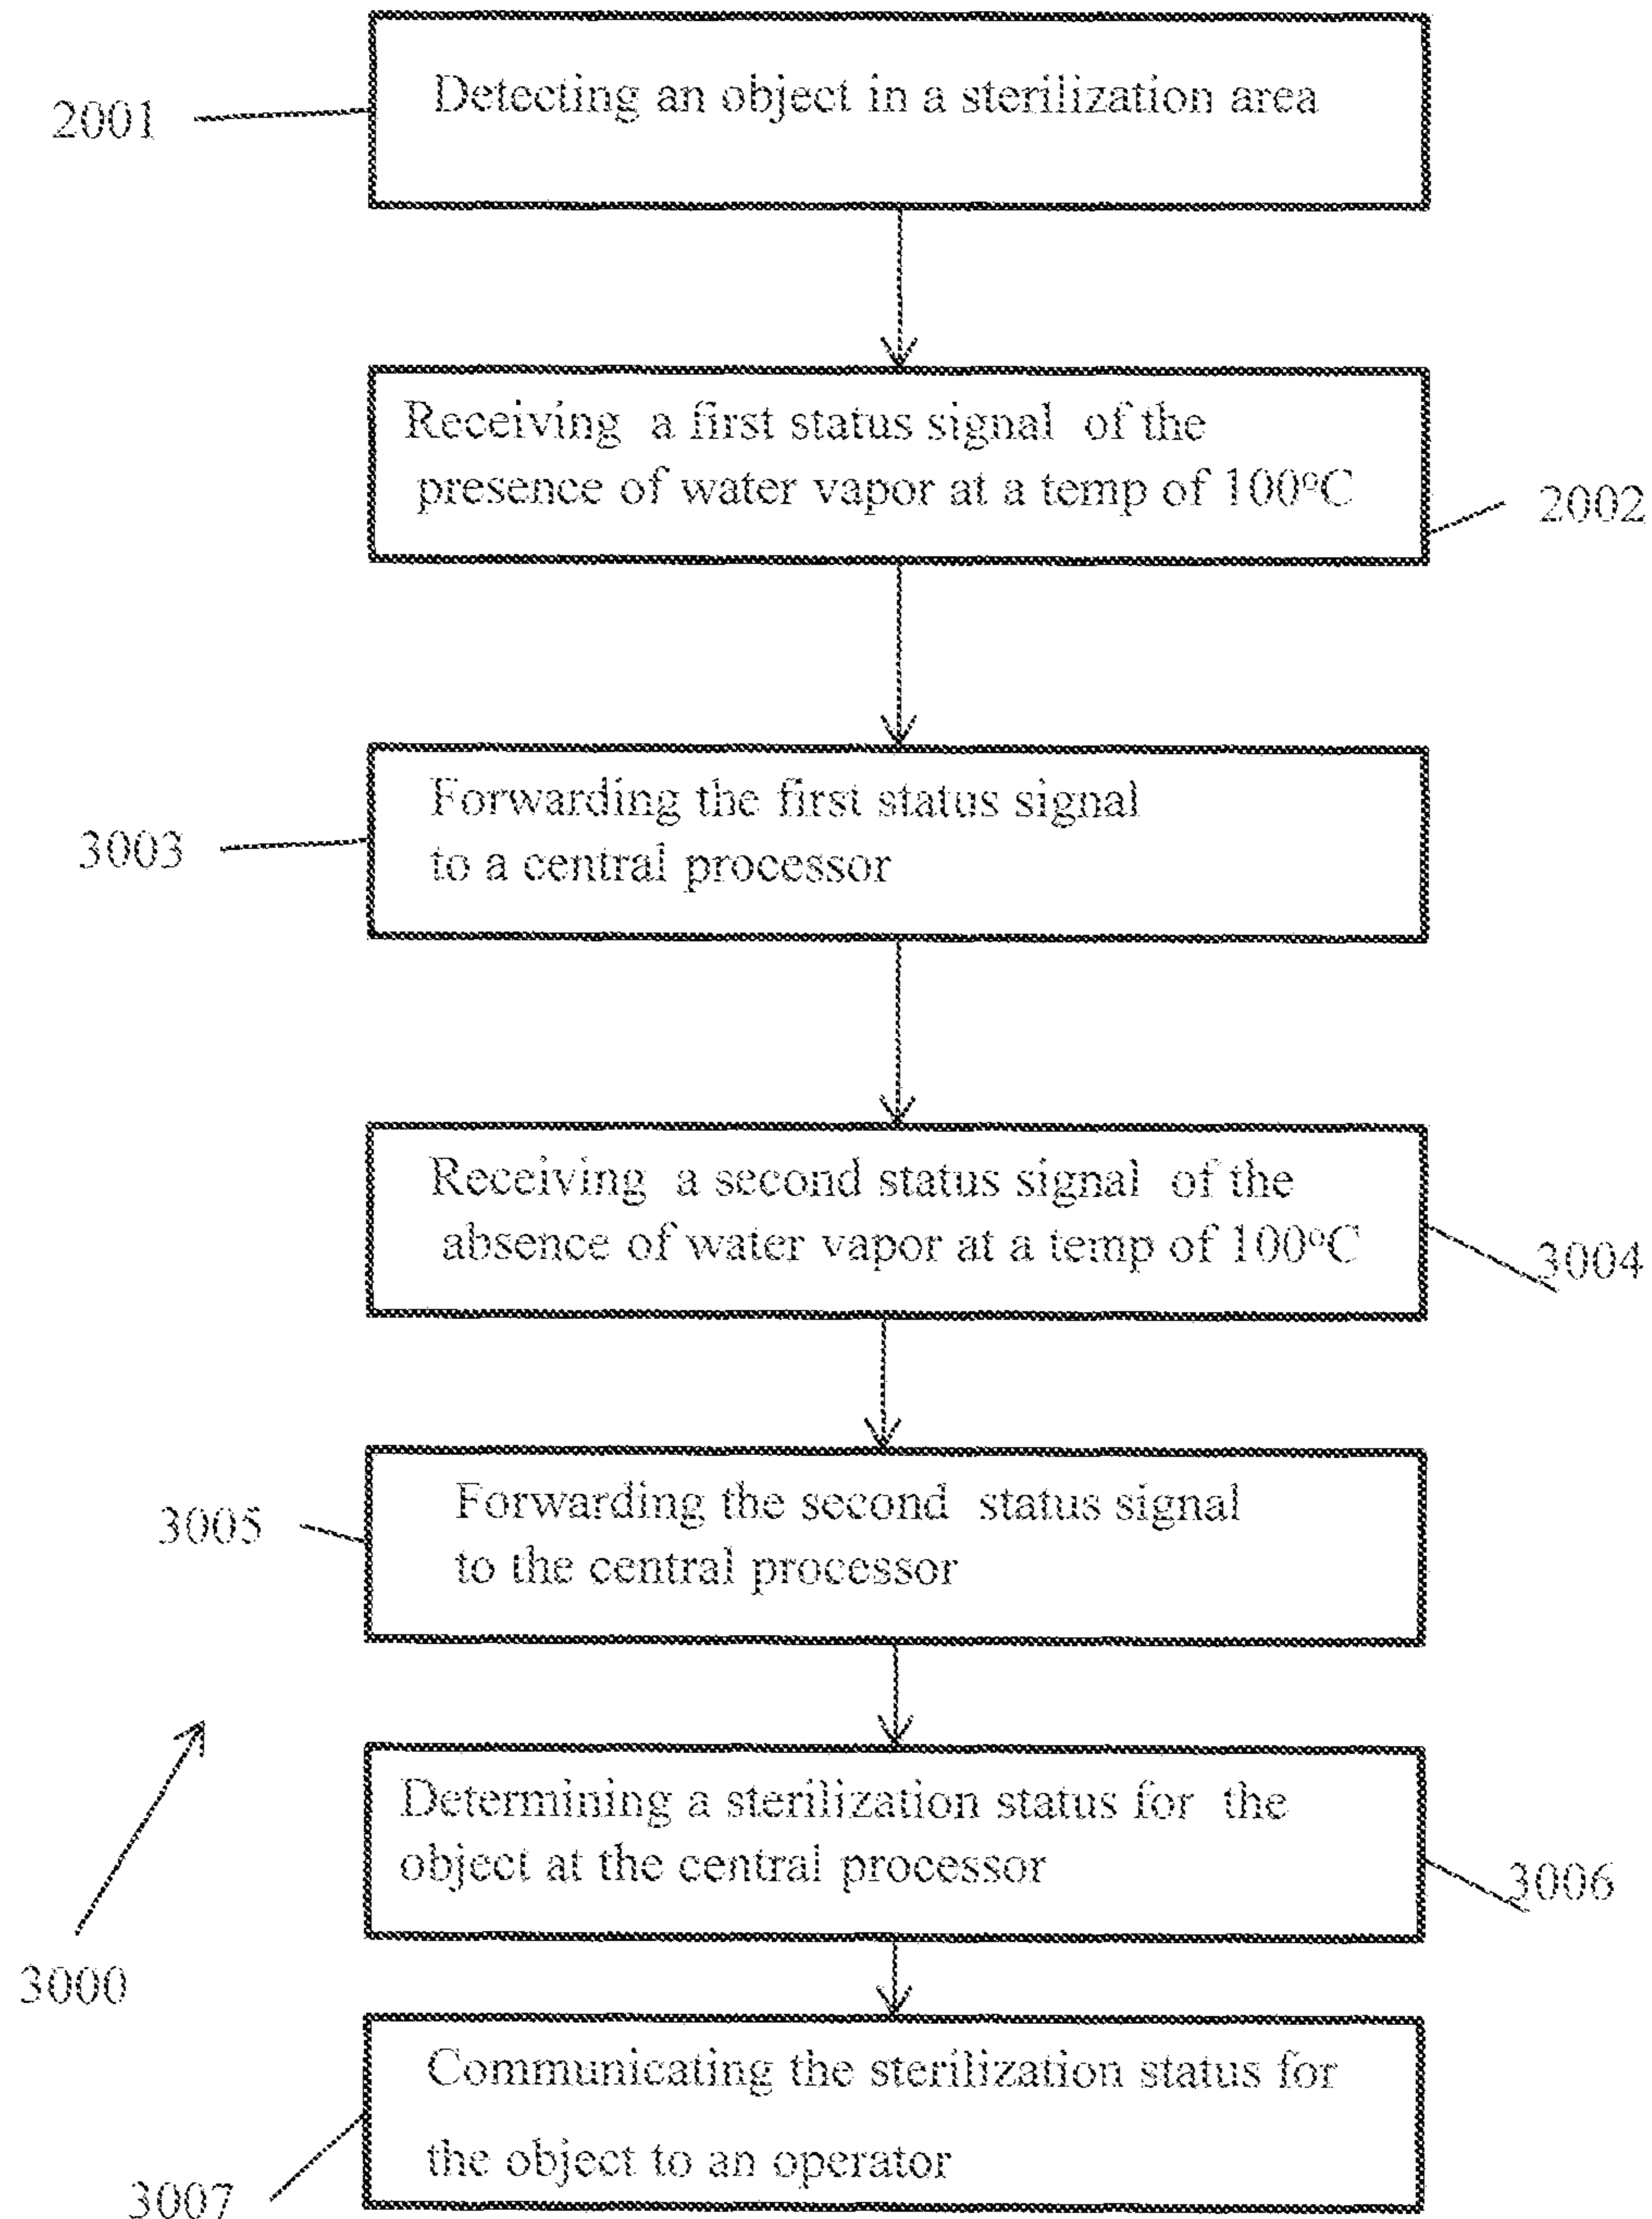 Detecting an object in a sterilization area
2001
Receiving a first status signal of the
presence of water vapor at a temp of 100ºC
2002
Forwarding the first status signal
to a central processor
3003
Receiving a second status signal of the
absence of water vapor at a temp of 100ºC
3004
Forwarding the second status signal
to the central processor
3005
Determining a sterilization status for the
object at the central processor
3006
3000
Communicating the sterilization status for
the object to an operator
3007